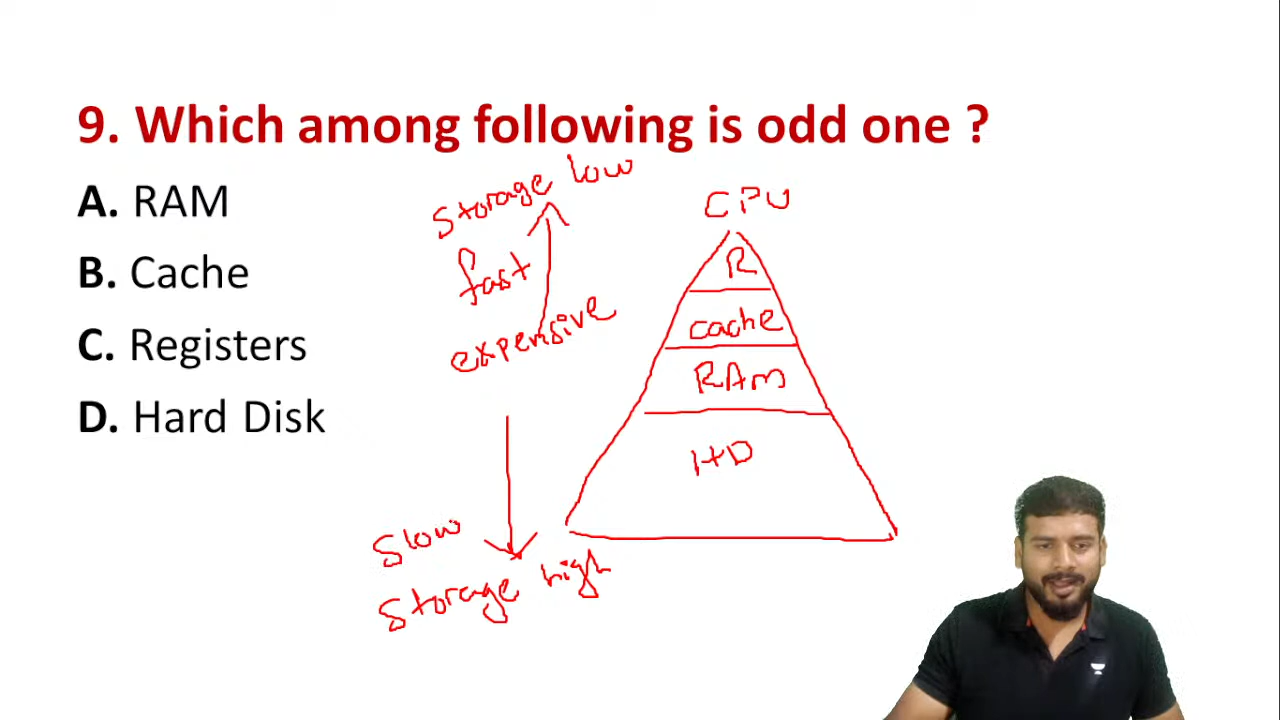 9. Which among following is odd one ?
A. RAM
B. Cache
C. Registers
D. Hard Disk
Storage low
fast
expensive
Slow
Storage high
CPU
R
cache
RAM
HD